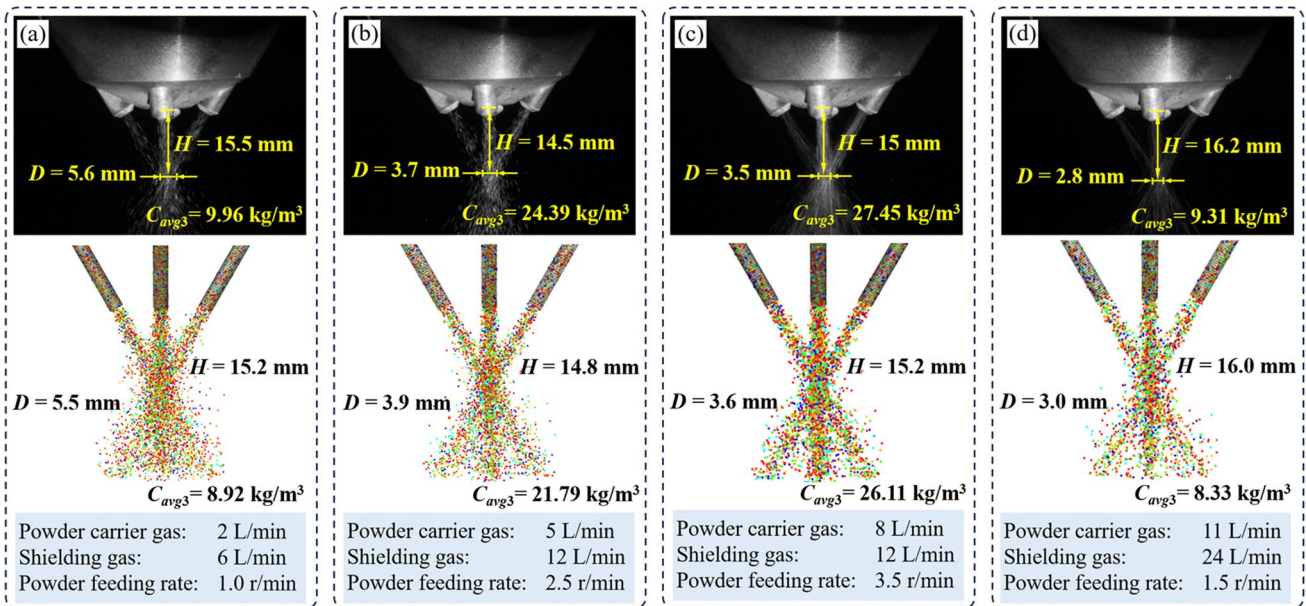 (a)
H = 15.5 mm
D = 5.6 mm
Cavg3 = 9.96 kg/m³
H = 15.2 mm
D = 5.5 mm
Cavg3 = 8.92 kg/m³
Powder carrier gas: 2 L/min
Shielding gas: 6 L/min
Powder feeding rate: 1.0 r/min
(b)
H = 14.5 mm
D = 3.7 mm
Cavg3 = 24.39 kg/m³
H = 14.8 mm
D = 3.9 mm
Cavg3 = 21.79 kg/m³
Powder carrier gas: 5 L/min
Shielding gas: 12 L/min
Powder feeding rate: 2.5 r/min
(c)
H = 15 mm
D = 3.5 mm
Cavg3 = 27.45 kg/m³
H = 15.2 mm
D = 3.6 mm
Cavg3 = 26.11 kg/m³
Powder carrier gas: 8 L/min
Shielding gas: 12 L/min
Powder feeding rate: 3.5 r/min
(d)
H = 16.2 mm
D = 2.8 mm
Cavg3 = 9.31 kg/m³
H = 16.0 mm
D = 3.0 mm
Cavg3 = 8.33 kg/m³
Powder carrier gas: 11 L/min
Shielding gas: 24 L/min
Powder feeding rate: 1.5 r/min